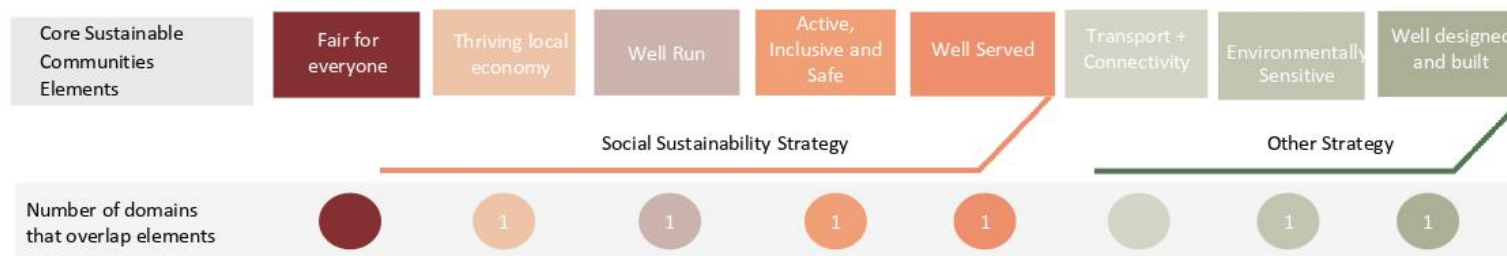 Core Sustainable
Communities
Elements
Fair for
everyone
Thriving local
economy
Well Run
Active,
Inclusive and
Safe
Well Served
Transport +
Connectivity
Environmentally
Sensitive
Well designed
and built
Social Sustainability Strategy
Other Strategy
Number of domains
that overlap elements
1
1
1
1
1
1